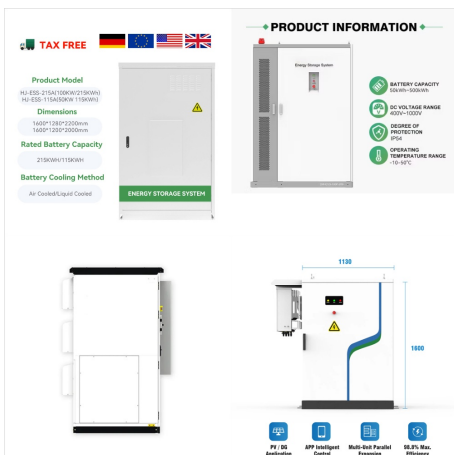 TAX FREE
Product Model
HJ-ESS-215A(100KW/215KWh)
HJ-ESS-115A(50KW 115KWh)
Dimensions
1600*1280*2200mm
1600*1200*2000mm
Rated Battery Capacity
215KWH/115KWH
Battery Cooling Method
Air Cooled/Liquid Cooled
ENERGY STORAGE SYSTEM
PRODUCT INFORMATION
Energy Storage System
BATTERY CAPACITY
50kWh~500kWh
DC VOLTAGE RANGE
400V~1000V
DEGREE OF
PROTECTION
IP54
OPERATING
TEMPERATURE RANGE
-10-50°C
1130
1600
PV / DG
Application
APP Intelligent
Control
Multi-Unit Parallel
Expansion
98.8% Max.
Efficiency